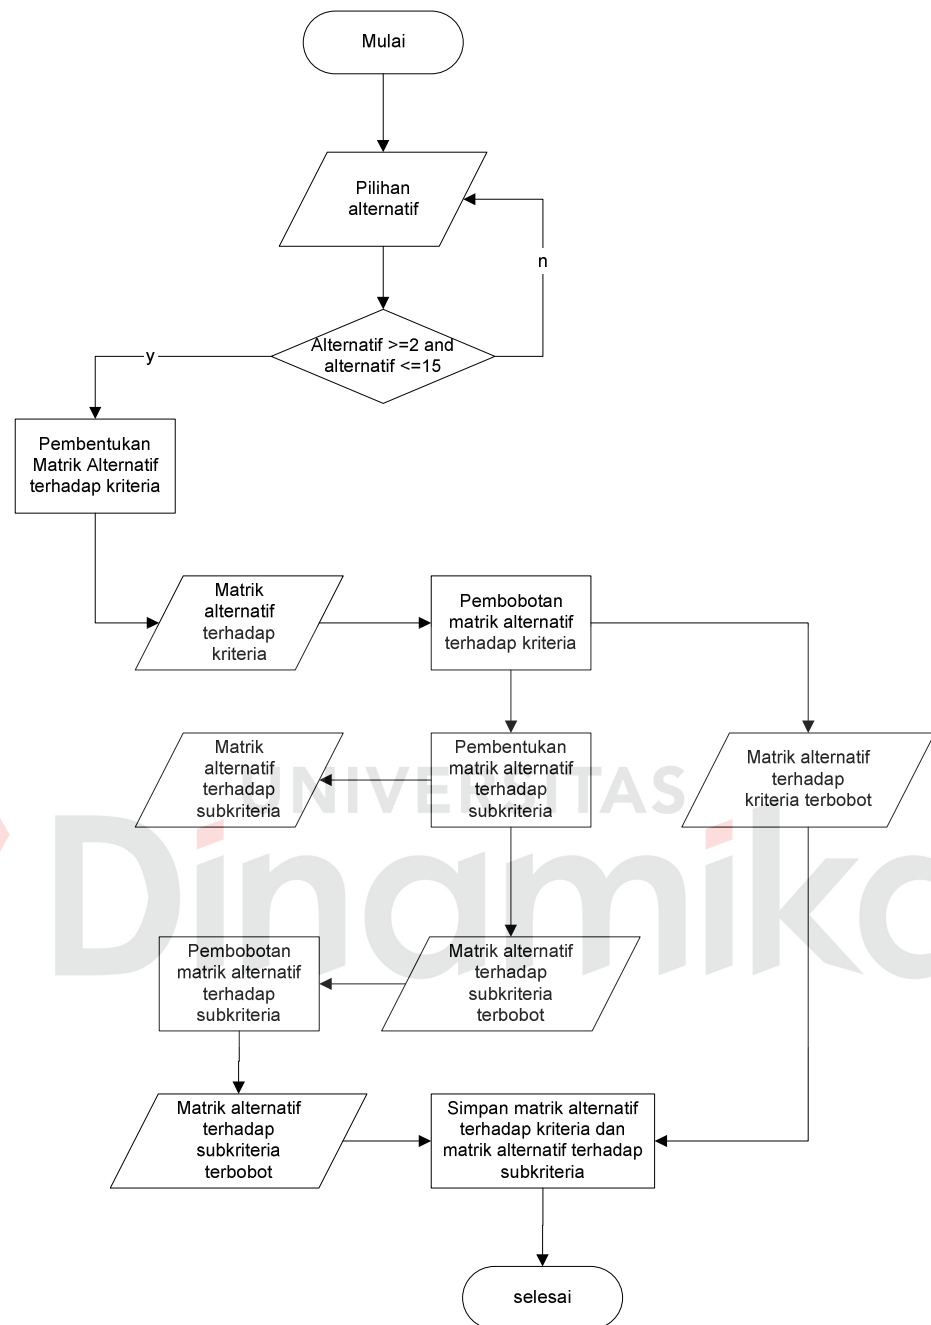 Mulai
Pilihan
alternatif
n
Alternatif >=2 and
alternatif <=15
y
Pembentukan
Matrik Alternatif
terhadap kriteria
Matrik
alternatif
terhadap
kriteria
Pembobotan
matrik alternatif
terhadap kriteria
Matrik
alternatif
terhadap
subkriteria
Pembentukan
matrik alternatif
terhadap
subkriteria
Matrik alternatif
terhadap
kriteria terbobot
UNIVERSITAS
Dinamika
Pembobotan
matrik alternatif
terhadap
subkriteria
Matrik alternatif
terhadap
subkriteria
terbobot
Matrik alternatif
terhadap
subkriteria
terbobot
Simpan matrik alternatif
terhadap kriteria dan
matrik alternatif terhadap
subkriteria
selesai